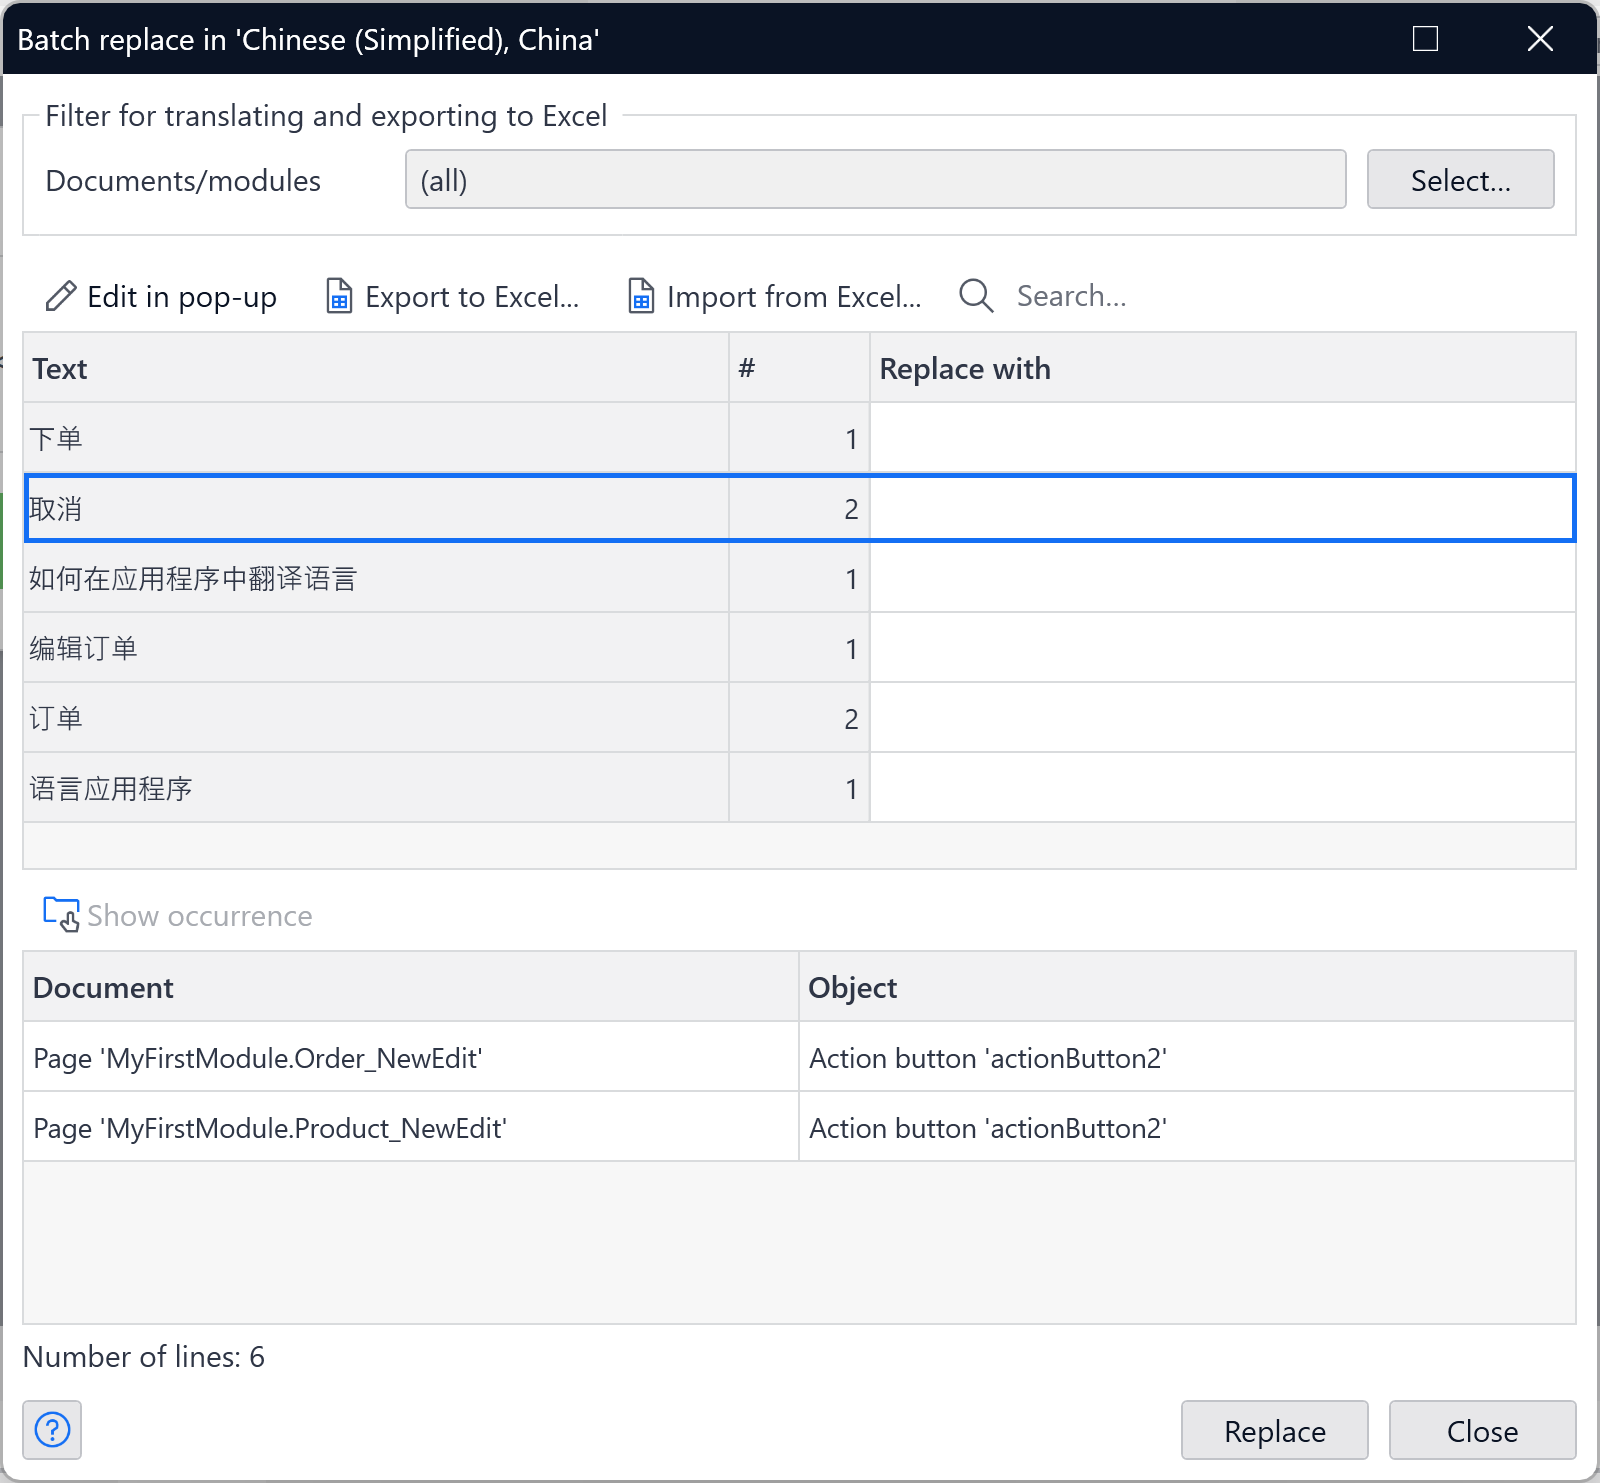 Batch replace in 'Chinese (Simplified), China'
Filter for translating and exporting to Excel
Documents/modules (all) Select...
Edit in pop-up Export to Excel... Import from Excel... Search...
Text # Replace with
下单 1
取消 2
如何在应用程序中翻译语言 1
编辑订单 1
订单 2
语言应用程序 1
Show occurrence
Document Object
Page 'MyFirstModule.Order_NewEdit' Action button 'actionButton2'
Page 'MyFirstModule.Product_NewEdit' Action button 'actionButton2'
Number of lines: 6
? Replace Close